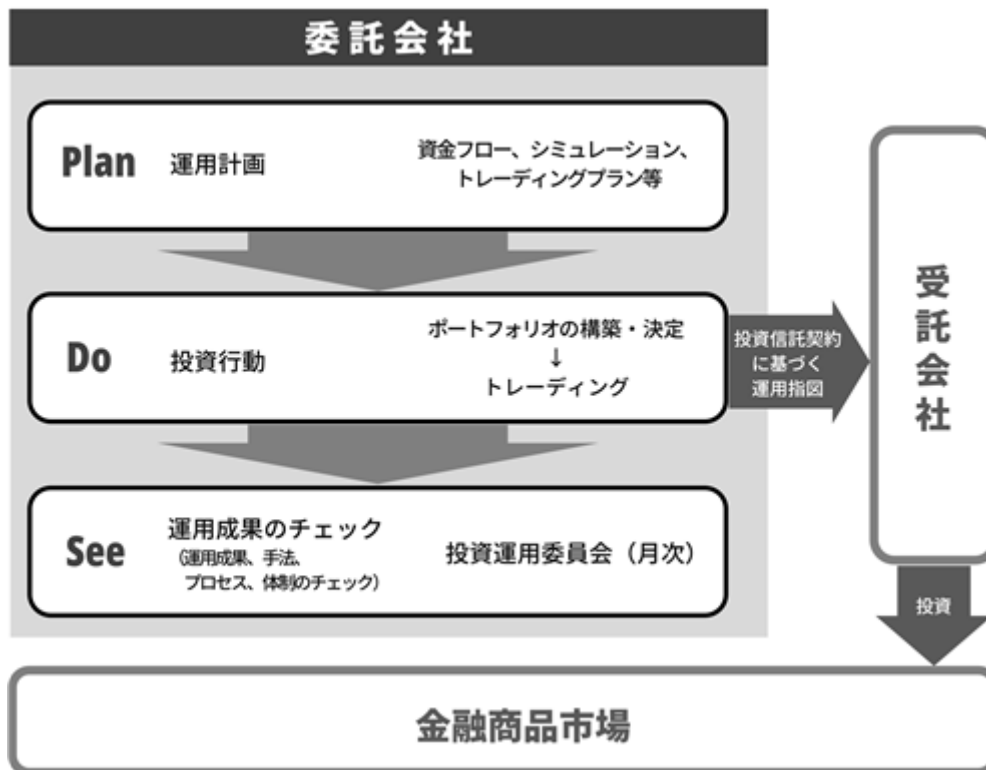 委託会社
Plan 運用計画
資金フロー、シミュレーション、
トレーディングプラン等
Do 投資行動
ポートフォリオの構築・決定
↓
トレーディング
投資信託契約
に基づく
運用指図
受託会社
See 運用成果のチェック
(運用成果、手法、
プロセス、体制のチェック)
投資運用委員会（月次）
投資
金融商品市場